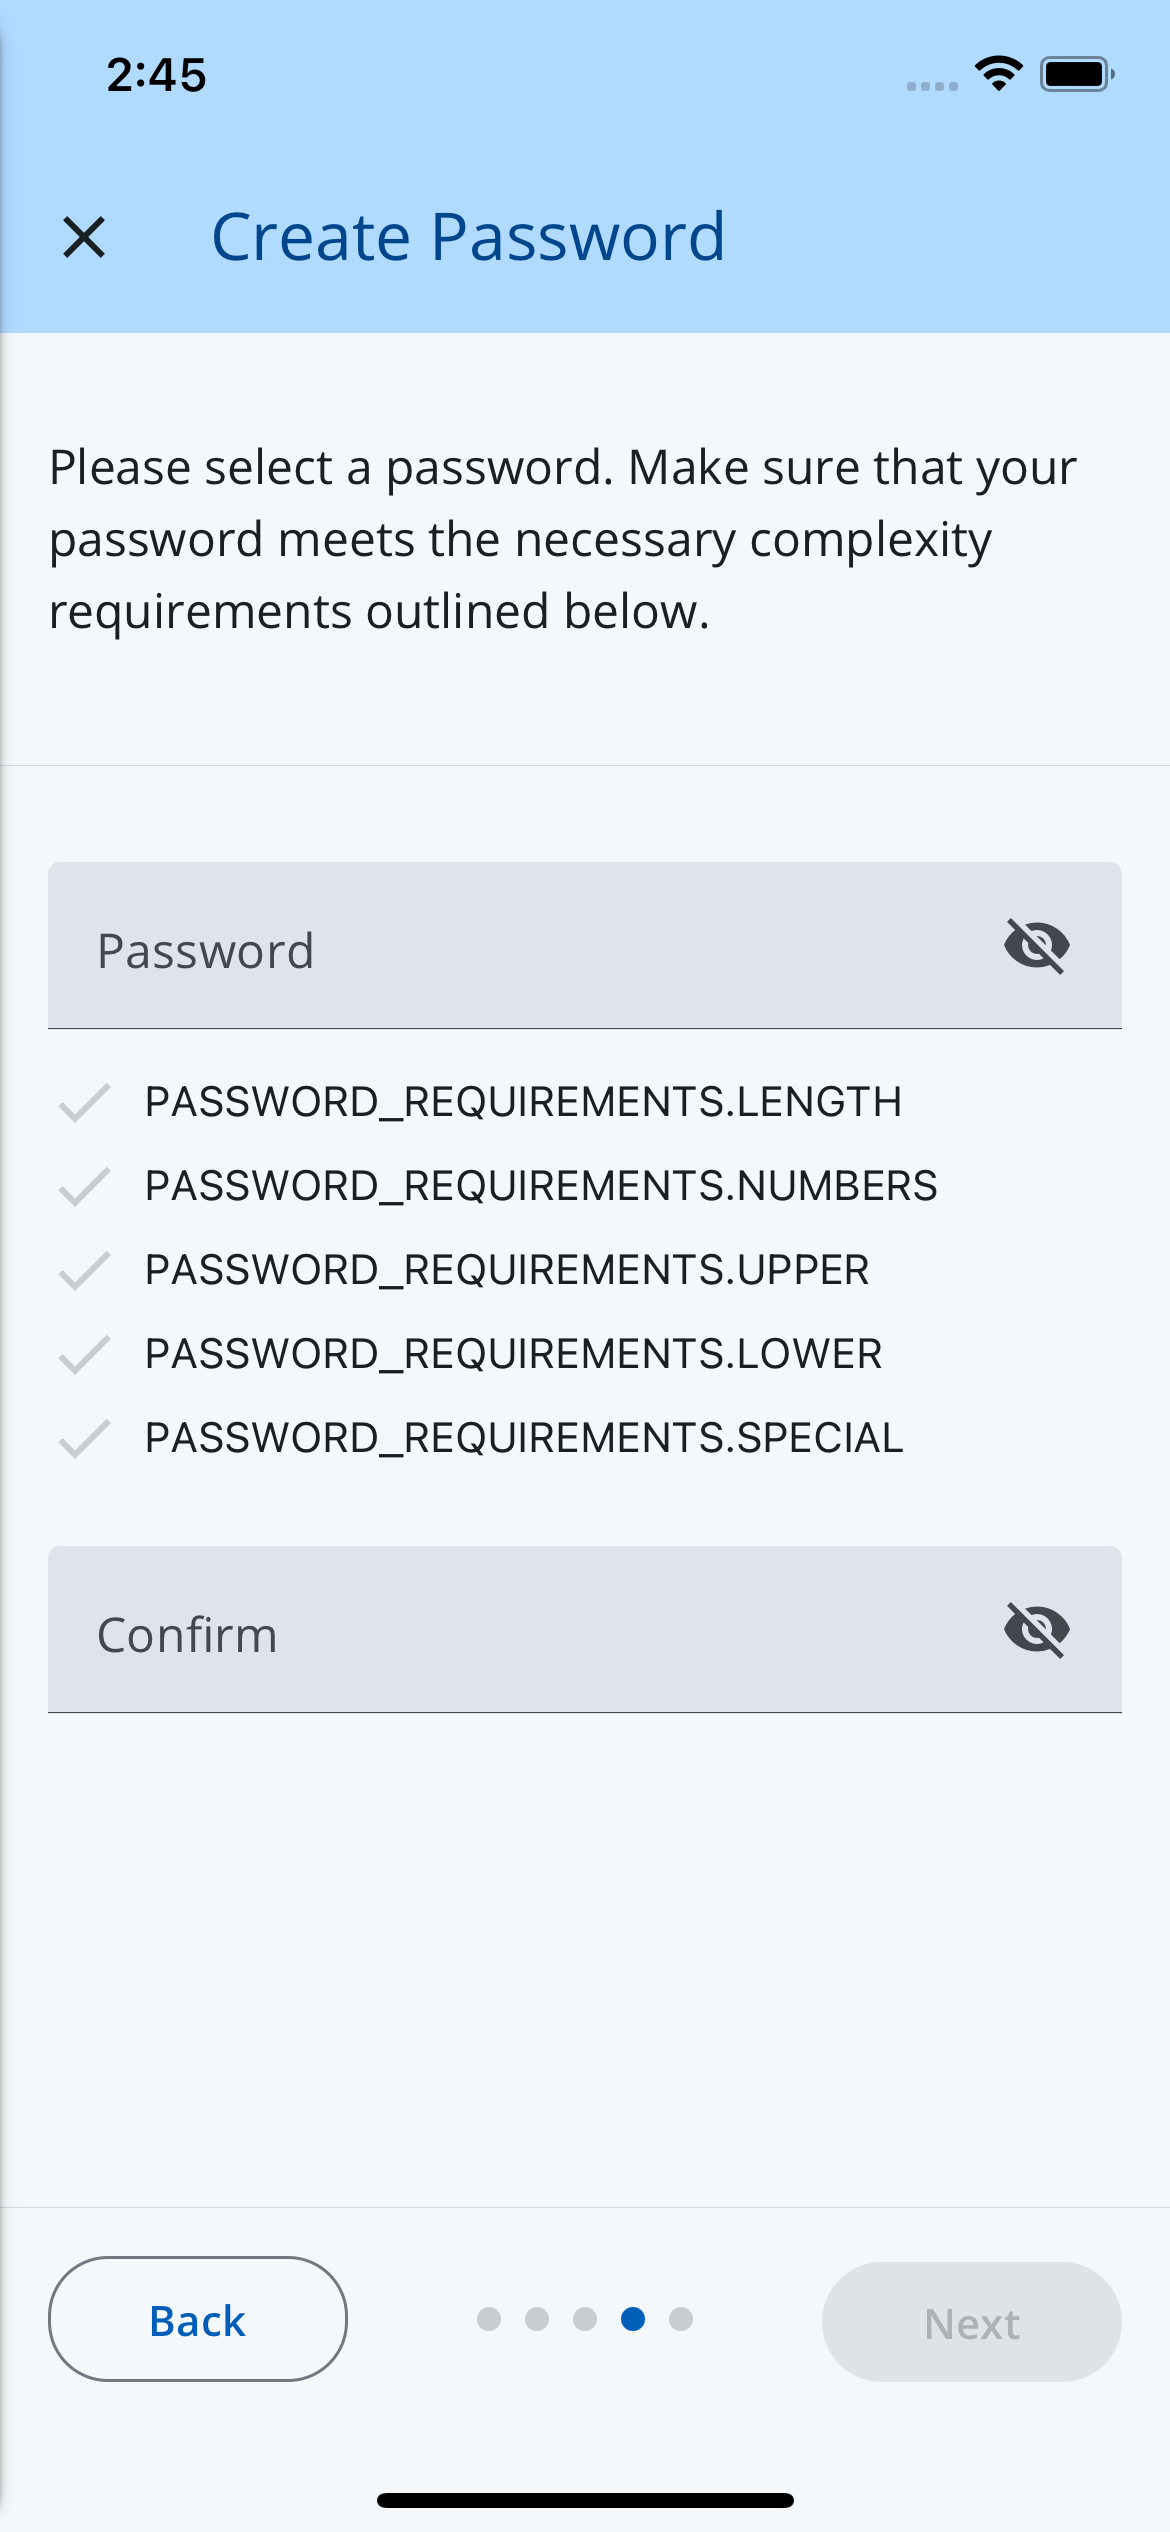 2:45
Create Password
Please select a password. Make sure that your
password meets the necessary complexity
requirements outlined below.
Password
PASSWORD_REQUIREMENTS.LENGTH
PASSWORD_REQUIREMENTS.NUMBERS
PASSWORD_REQUIREMENTS.UPPER
PASSWORD_REQUIREMENTS.LOWER
PASSWORD_REQUIREMENTS.SPECIAL
Confirm
Back
Next